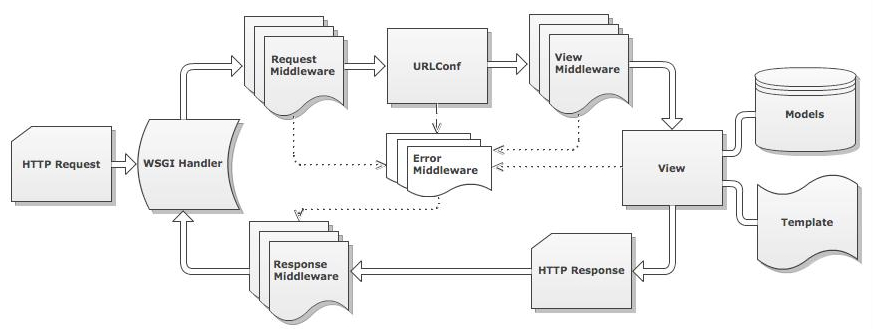 Request
Middleware
URLConf
View
Middleware
Models
HTTP Request
WSGI Handler
Error
Middleware
View
Template
Response
Middleware
HTTP Response